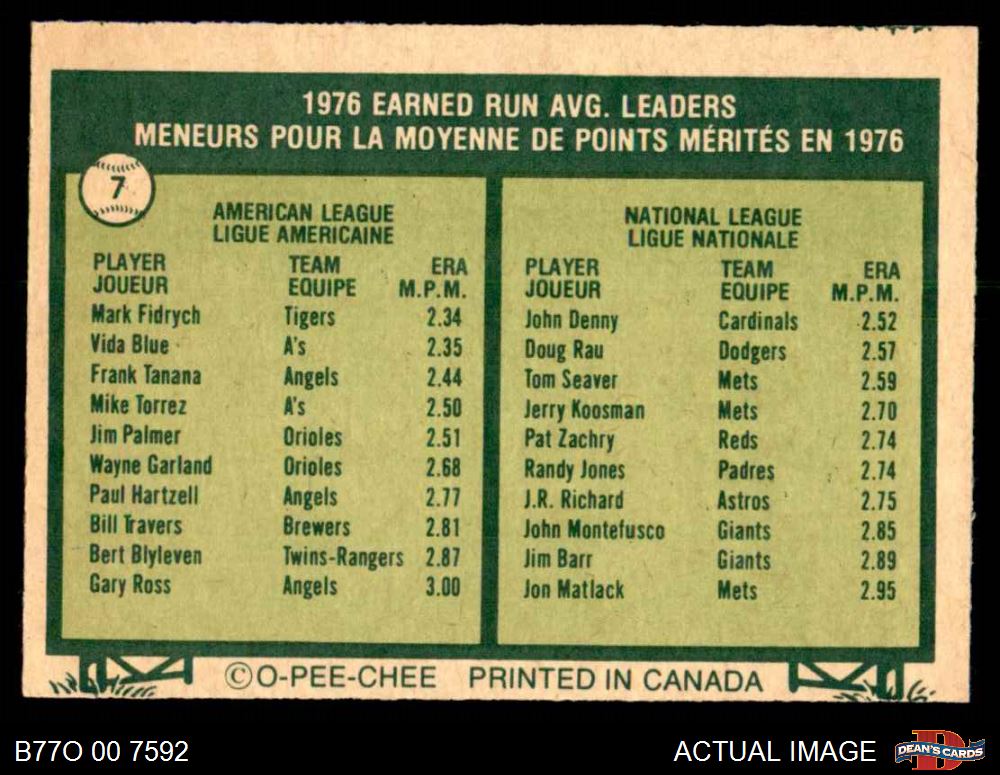 1976 EARNED RUN AVG. LEADERS
MENEURS POUR LA MOYENNE DE POINTS MÉRITÉS EN 1976
7
AMERICAN LEAGUE
LIGUE AMERICAINE
PLAYER TEAM ERA
JOUEUR EQUIPE M.P.M.
Mark Fidrych Tigers 2.34
Vida Blue A's 2.35
Frank Tanana Angels 2.44
Mike Torrez A's 2.50
Jim Palmer Orioles 2.51
Wayne Garland Orioles 2.68
Paul Hartzell Angels 2.77
Bill Travers Brewers 2.81
Bert Blyleven Twins-Rangers 2.87
Gary Ross Angels 3.00
NATIONAL LEAGUE
LIGUE NATIONALE
PLAYER TEAM ERA
JOUEUR EQUIPE M.P.M.
John Denny Cardinals 2.52
Doug Rau Dodgers 2.57
Tom Seaver Mets 2.59
Jerry Koosman Mets 2.70
Pat Zachry Reds 2.74
Randy Jones Padres 2.74
J.R. Richard Astros 2.75
John Montefusco Giants 2.85
Jim Barr Giants 2.89
Jon Matlack Mets 2.95
©O-PEE-CHEE PRINTED IN CANADA
B77O 00 7592
ACTUAL IMAGE
DEAN'S CARDS